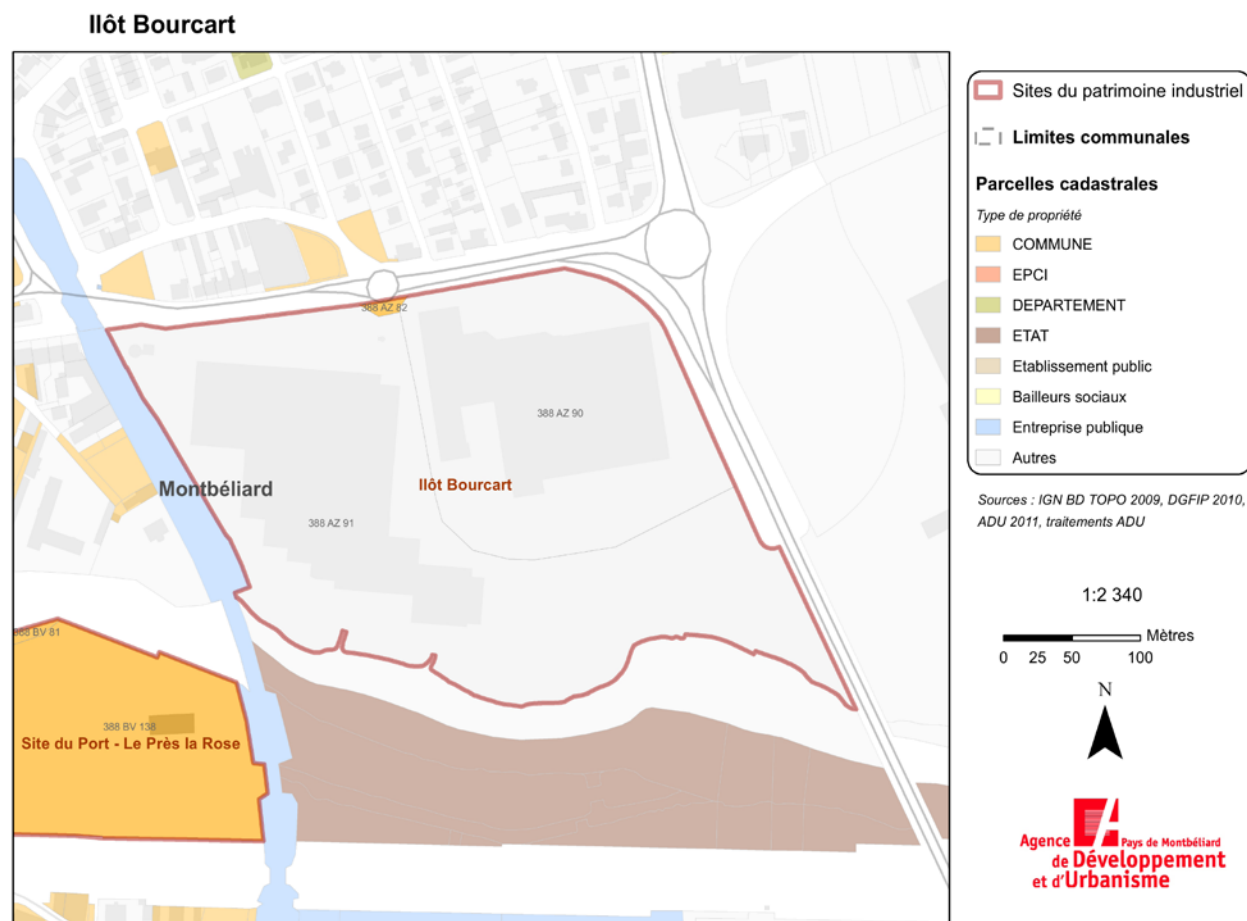 Ilôt Bourcart
388 AZ 82
388 AZ 90
Ilôt Bourcart
Montbéliard
388 AZ 91
388 BV 81
388 BV 138
Site du Port - Le Près la Rose
Sites du patrimoine industriel
Limites communales
Parcelles cadastrales
Type de propriété
COMMUNE
EPCI
DEPARTEMENT
ETAT
Etablissement public
Bailleurs sociaux
Entreprise publique
Autres
Sources : IGN BD TOPO 2009, DGFIP 2010,
ADU 2011, traitements ADU
1:2 340
Mètres
0 25 50 100
N
Agence Pays de Montbéliard
de Développement
et d'Urbanisme